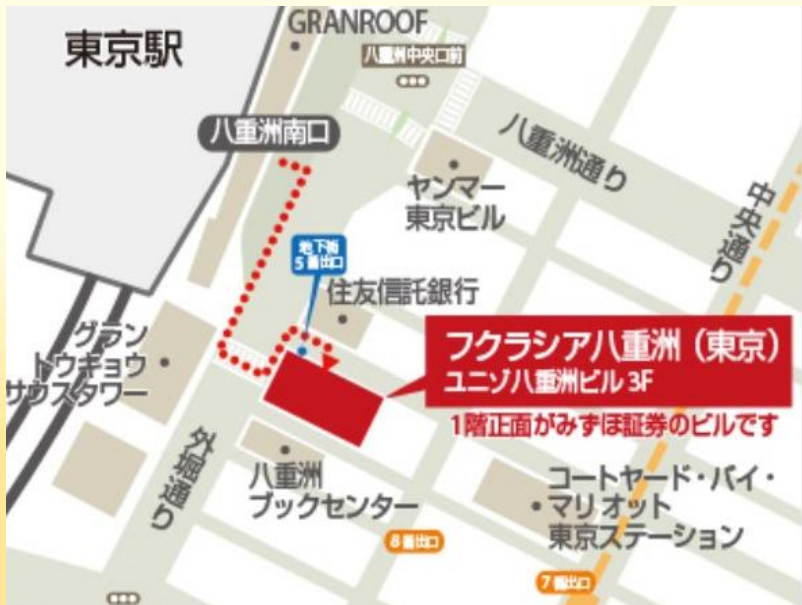 GRANROOF
東京駅
八重洲中央口前
八重洲南口
八重洲通り
ヤンマー
東京ビル
中央通り
地下街
5番出口
住友信託銀行
グラン
トウキョウ
サウスタワー
フクラシア八重洲（東京）
ユニゾ八重洲ビル 3F
1階正面がみずほ証券のビルです
外堀通り
八重洲
ブックセンター
コートヤード・バイ・
マリオット
東京ステーション
8番出口
7番出口